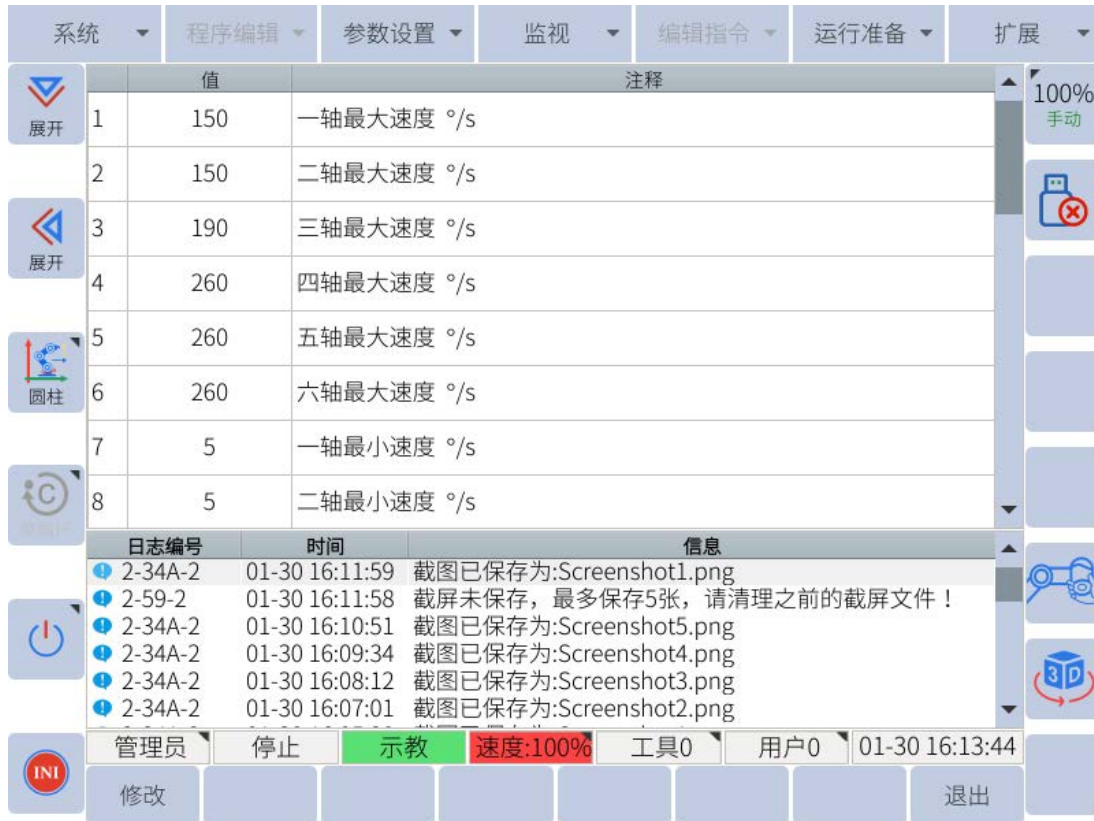 系统 程序编辑 参数设置 监视 编辑指令 运行准备 扩展
值 注释
100%
手动
展开
1 150 一轴最大速度 °/s
2 150 二轴最大速度 °/s
展开
3 190 三轴最大速度 °/s
4 260 四轴最大速度 °/s
5 260 五轴最大速度 °/s
圆柱
6 260 六轴最大速度 °/s
7 5 一轴最小速度 °/s
8 5 二轴最小速度 °/s
日志编号 时间 信息
2-34A-2 01-30 16:11:59 截图已保存为:Screenshot1.png
2-59-2 01-30 16:11:58 截屏未保存，最多保存5张，请清理之前的截屏文件！
2-34A-2 01-30 16:10:51 截图已保存为:Screenshot5.png
2-34A-2 01-30 16:09:34 截图已保存为:Screenshot4.png
2-34A-2 01-30 16:08:12 截图已保存为:Screenshot3.png
2-34A-2 01-30 16:07:01 截图已保存为:Screenshot2.png
3D
管理员 停止 示教 速度:100% 工具0 用户0 01-30 16:13:44
INI
修改 退出